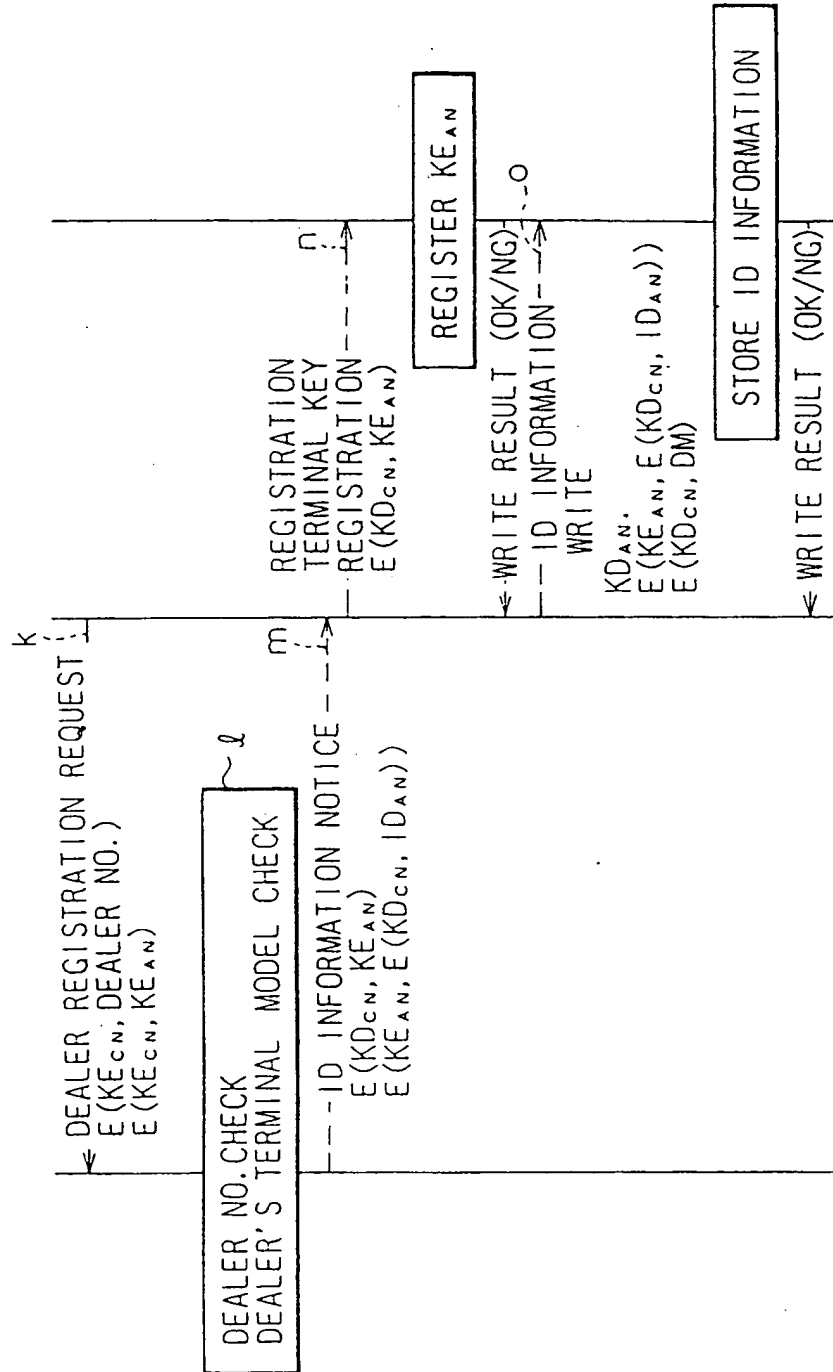 k
DEALER REGISTRATION REQUEST
E(KECN, DEALER NO.)
E(KECN, KEAN)
DEALER NO.CHECK
DEALER'S TERMINAL MODEL CHECK
ℓ
m
ID INFORMATION NOTICE
E(KDCN, KEAN)
E(KEAN, E(KDCN, IDAN))
REGISTRATION
TERMINAL KEY
REGISTRATION
E(KDCN, KEAN)
n
REGISTER KEAN
WRITE RESULT (OK/NG)
o
ID INFORMATION
WRITE
KDAN.
E(KEAN, E(KDCN, IDAN))
E(KDCN, DM)
STORE ID INFORMATION
WRITE RESULT (OK/NG)